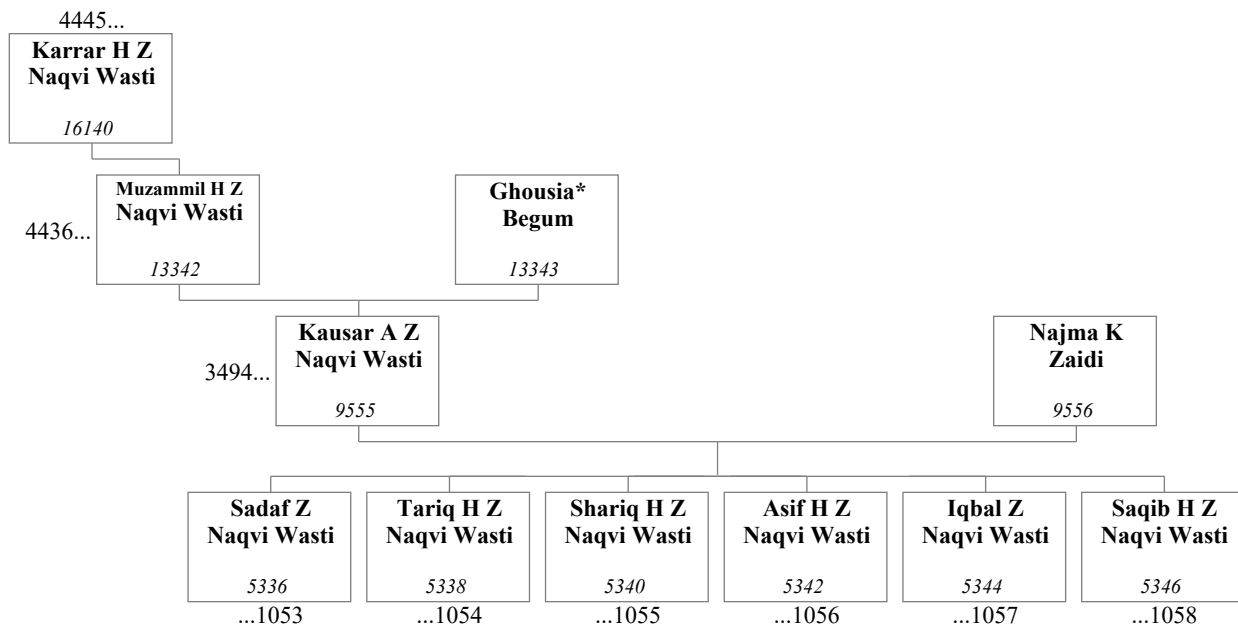 4445...
Karrar H Z
Naqvi Wasti
16140
Muzammil H Z
Naqvi Wasti
4436...
13342
Ghousia*
Begum
13343
Kausar A Z
Naqvi Wasti
3494...
9555
Najma K
Zaidi
9556
Sadaf Z
Naqvi Wasti
5336
...1053
Tariq H Z
Naqvi Wasti
5338
...1054
Shariq H Z
Naqvi Wasti
5340
...1055
Asif H Z
Naqvi Wasti
5342
...1056
Iqbal Z
Naqvi Wasti
5344
...1057
Saqib H Z
Naqvi Wasti
5346
...1058